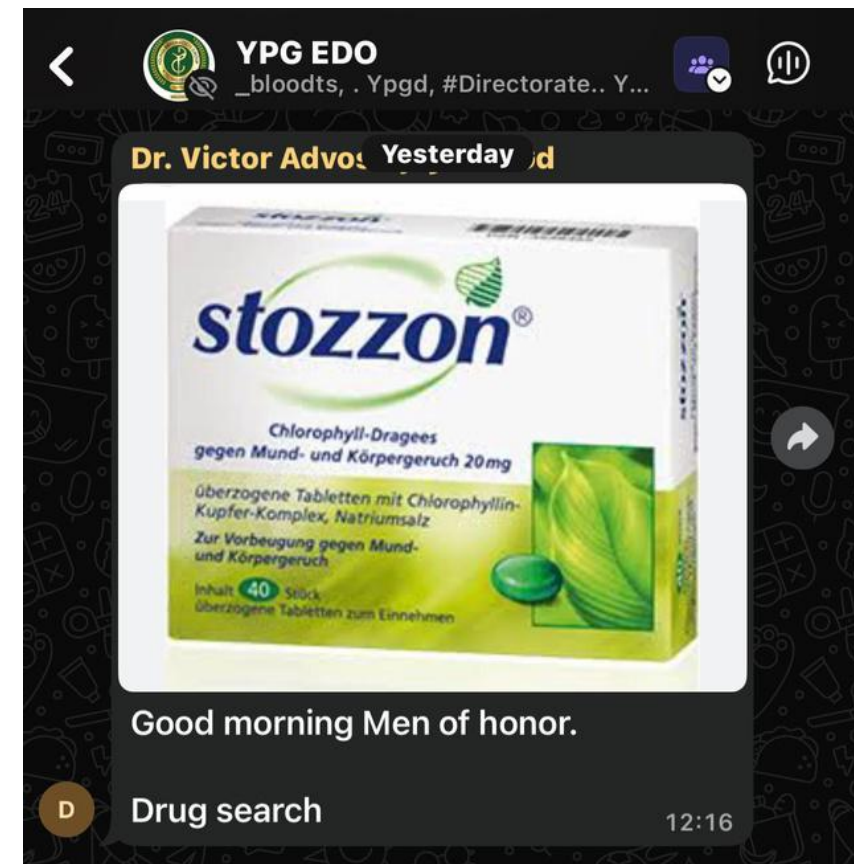 YPG EDO
_bloodts, . Ypgd, #Directorate.. Y...
Dr. Victor
Yesterday
stozzon®
Chlorophyll-Dragees
gegen Mund- und Körpergeruch 20mg
überzogene Tabletten mit Chlorophyllin-
Kupfer-Komplex, Natriumsalz
Zur Vorbeugung gegen Mund-
und Körpergeruch
Inhalt 40 Stück
überzogene Tabletten zum Einnehmen
stozzon
40
Good morning Men of honor.
D
Drug search
12:16